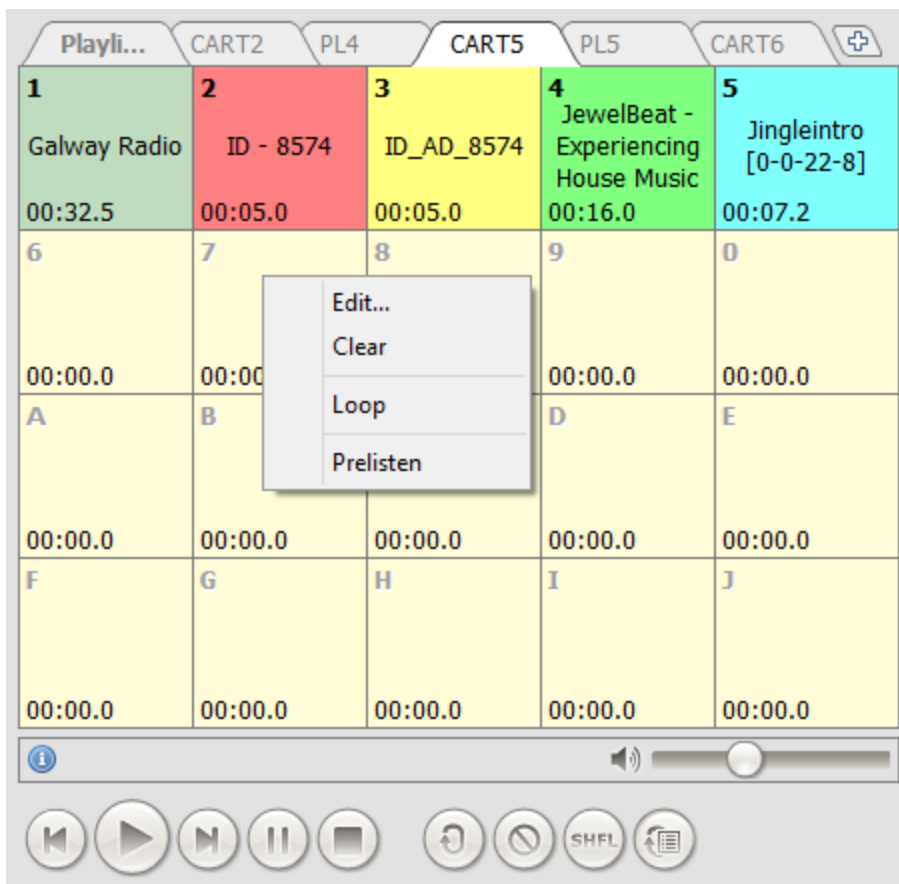 Playli...
CART2
PL4
CART5
PL5
CART6
1
2
3
4
5
Galway Radio
ID - 8574
ID_AD_8574
JewelBeat -
Experiencing
House Music
Jingleintro
[0-0-22-8]
00:32.5
00:05.0
00:05.0
00:16.0
00:07.2
6
7
8
9
0
Edit...
Clear
Loop
Prelisten
00:00.0
00:00
00:00.0
00:00.0
A
B
D
E
00:00.0
00:00.0
00:00.0
00:00.0
00:00.0
F
G
H
I
J
00:00.0
00:00.0
00:00.0
00:00.0
00:00.0
SHFL